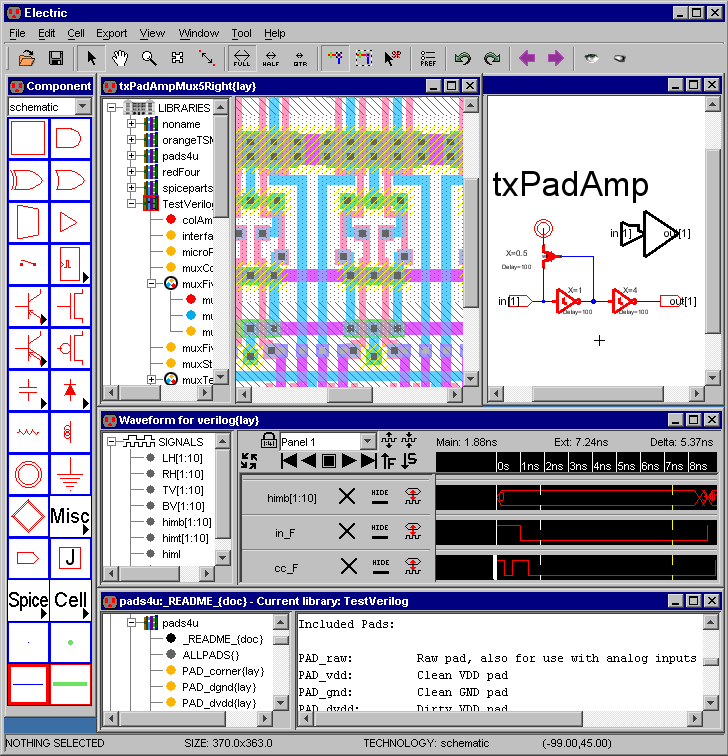 Electric
File Edit Cell Export View Window Tool Help
FULL HALF QTR PREF
Components
schematic
Misc
J
Spice
Cell
txPadAmpMux5Right{lay}
LIBRARIES
noname
orangeTSM
pads4u
redFour
spiceparts
TestVerilog
colAm
interfa
microP
muxCo
muxFiv
mu
mu
mu
muxFiv
muxSt
muxTe
txPadAmp
in[1] out[1]
X=0.5
Delay=100
X=1 X=4
in[1] out[1]
Delay=100 Delay=100
Waveform for verilog{lay}
SIGNALS
LH[1:10]
RH[1:10]
TV[1:10]
BV[1:10]
himb[1:10]
himt[1:10]
himl
Panel 1
Main: 1.88ns Ext: 7.24ns Delta: 5.37ns
0s 1ns 2ns 3ns 4ns 5ns 6ns 7ns 8ns
himb[1:10] HIDE
in_F HIDE
cc_F HIDE
pads4u:_README_{doc} - Current library: TestVerilog
pads4u
_README_{doc}
ALLPADS{}
PAD_corner{lay}
PAD_dgnd{lay}
PAD_dvdd{lay}
Included Pads:
PAD_raw: Raw pad, also for use with analog inputs
PAD_vdd: Clean VDD pad
PAD_gnd: Clean GND pad
PAD_dvdd: Dirty VDD pad
NOTHING SELECTED SIZE: 370.0x363.0 TECHNOLOGY: schematic (-99.00,45.00)